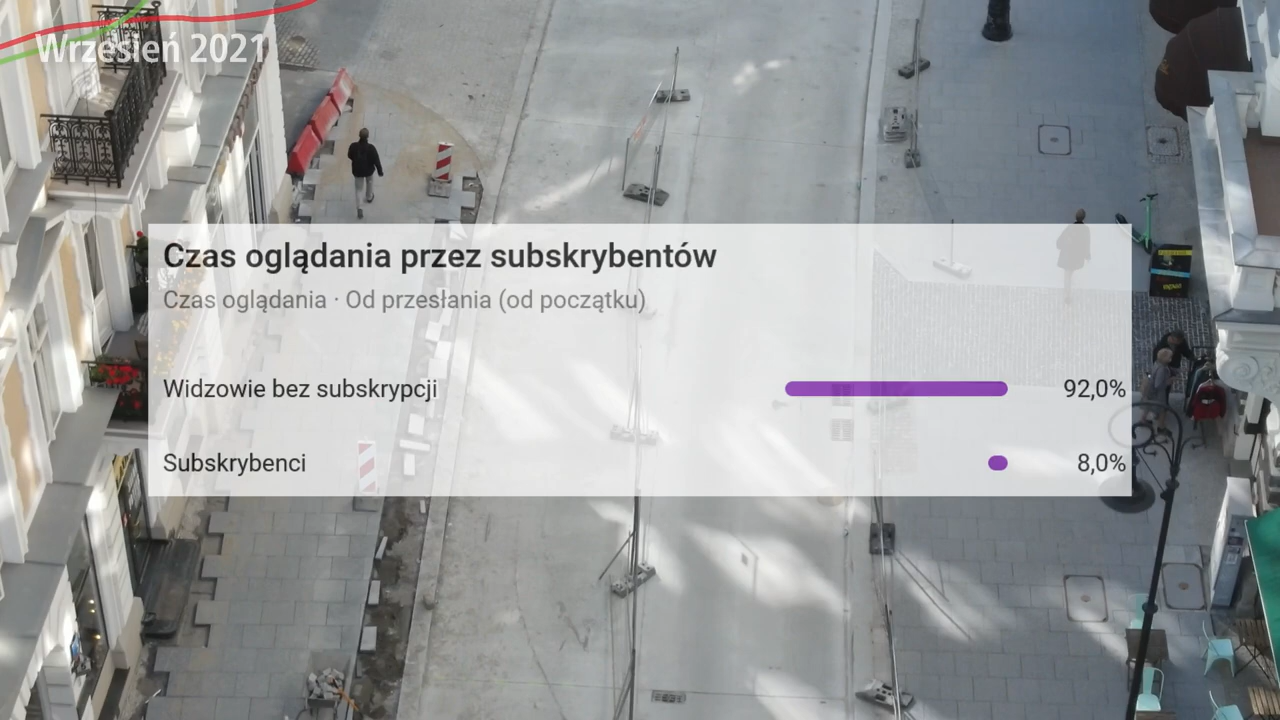 Wrzesień 2021
Czas oglądania przez subskrybentów
Czas oglądania · Od przesłania (od początku)
Widzowie bez subskrypcji 92,0%
Subskrybenci 8,0%